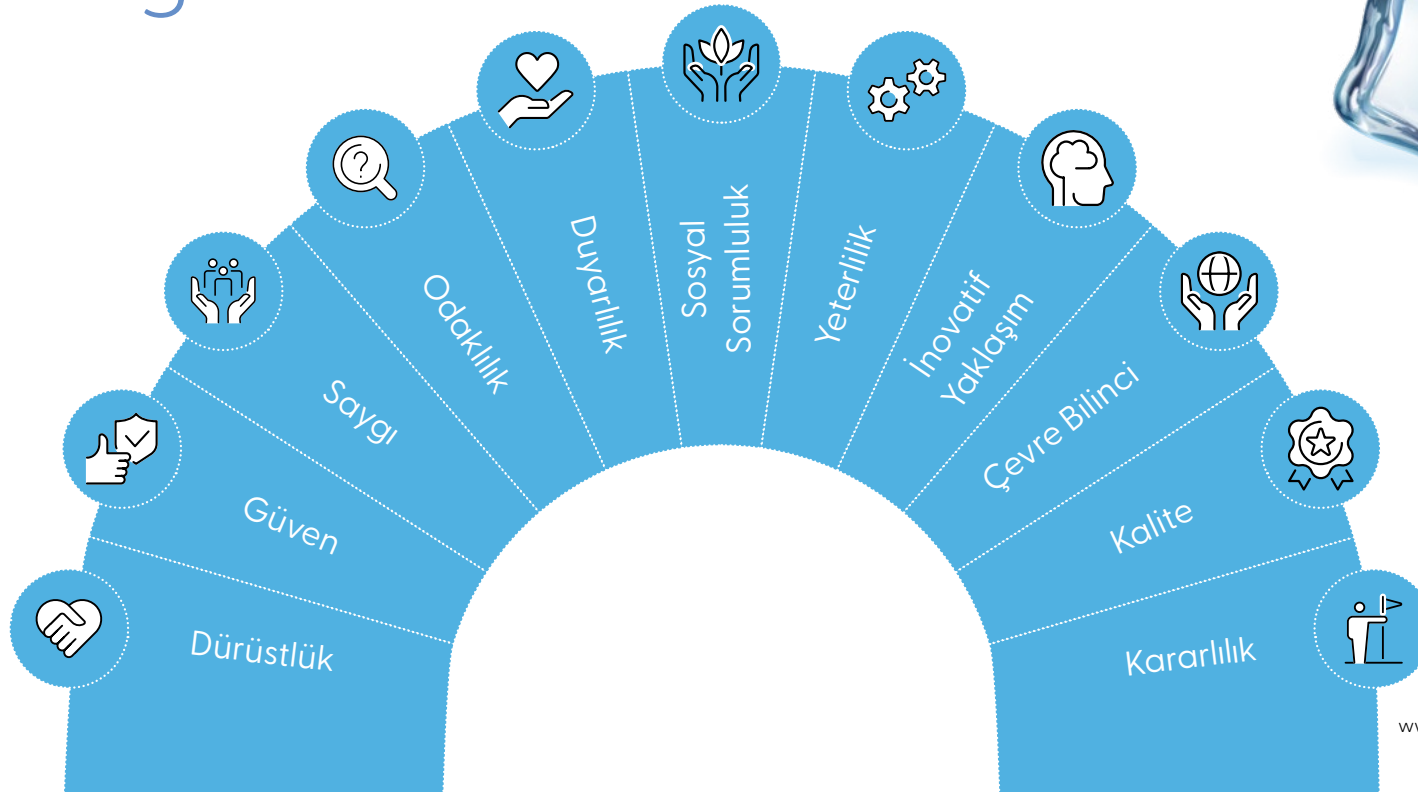 Dürüstlük
Güven
Saygı
Odaklılık
Duyarlılık
Sosyal
Sorumluluk
Yeterlilik
İnovatif
Yaklaşım
Çevre Bilinci
Kalite
Kararlılık
?